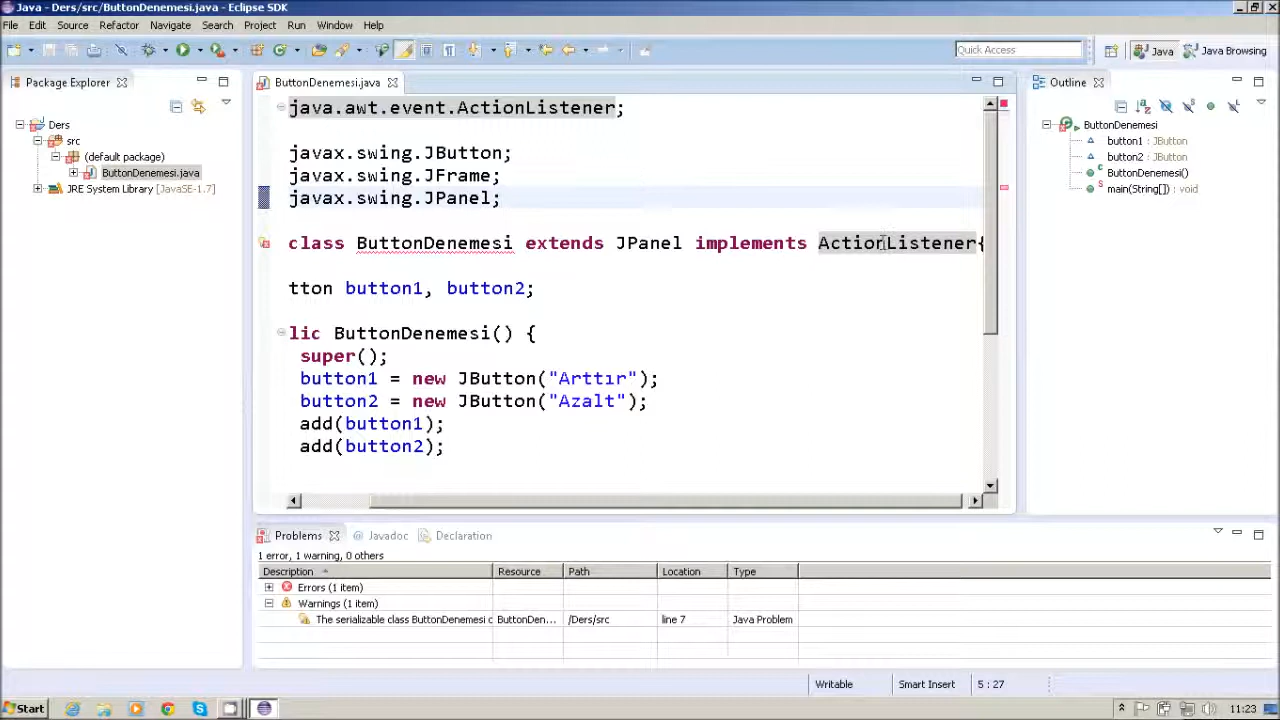 Java - Ders/src/ButtonDenemesi.java - Eclipse SDK
File Edit Source Refactor Navigate Search Project Run Window Help
Quick Access
Java
Java Browsing
Package Explorer
ButtonDenemesi.java
Outline
Ders
src
(default package)
ButtonDenemesi.java
JRE System Library [JavaSE-1.7]
java.awt.event.ActionListener;
javax.swing.JButton;
javax.swing.JFrame;
javax.swing.JPanel;
class ButtonDenemesi extends JPanel implements ActionListener{
tton button1, button2;
lic ButtonDenemesi() {
super();
button1 = new JButton("Arttır");
button2 = new JButton("Azalt");
add(button1);
add(button2);
ButtonDenemesi
button1 : JButton
button2 : JButton
ButtonDenemesi()
main(String[]) : void
Problems
Javadoc
Declaration
1 error, 1 warning, 0 others
Description Resource Path Location Type
Errors (1 item)
Warnings (1 item)
The serializable class ButtonDenemesi c ButtonDen... /Ders/src line 7 Java Problem
Writable Smart Insert 5 : 27
Start
11:23